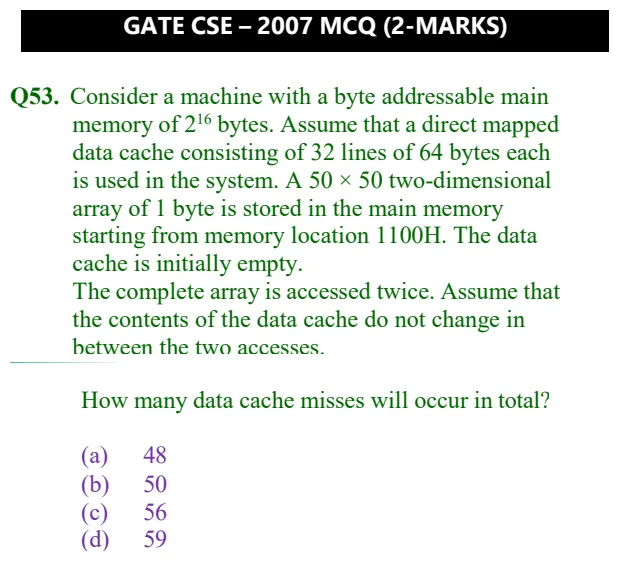 GATE CSE – 2007 MCQ (2-MARKS)
Q53. Consider a machine with a byte addressable main
memory of 2¹⁶ bytes. Assume that a direct mapped
data cache consisting of 32 lines of 64 bytes each
is used in the system. A 50 × 50 two-dimensional
array of 1 byte is stored in the main memory
starting from memory location 1100H. The data
cache is initially empty.
The complete array is accessed twice. Assume that
the contents of the data cache do not change in
between the two accesses.
How many data cache misses will occur in total?
(a) 48
(b) 50
(c) 56
(d) 59